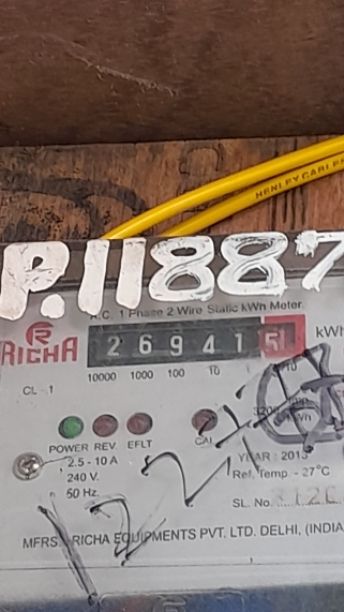 HENLEY CABLES
P.11887
A.C. 1 Phase 2 Wire Static kWh Meter
RICHA
2 6 9 4 1
kWh
10000 1000 100 10 1/10
CL - 1
POWER REV. EFLT CAL
2.5 - 10 A
240 V.
50 Hz.
YEAR : 2013
Ref. Temp. - 27°C
SL. No.
MFRS. RICHA EQUIPMENTS PVT. LTD. DELHI, (INDIA